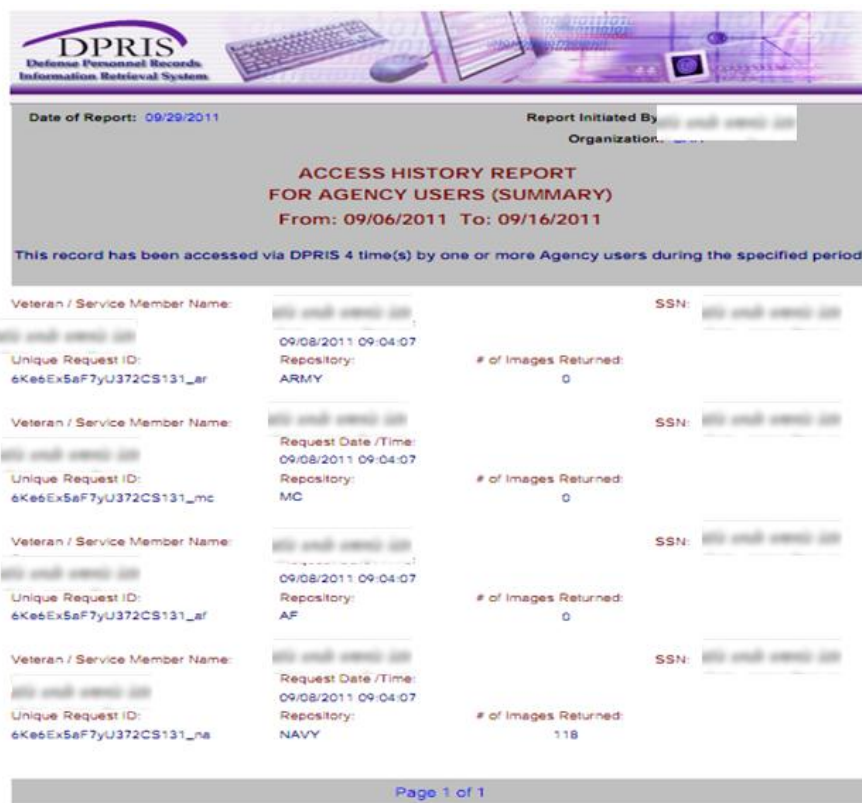 DPRIS
Defense Personnel Records
Information Retrieval System
Date of Report: 09/29/2011 Report Initiated By
Organization:
ACCESS HISTORY REPORT
FOR AGENCY USERS (SUMMARY)
From: 09/06/2011 To: 09/16/2011
This record has been accessed via DPRIS 4 time(s) by one or more Agency users during the specified period
Veteran / Service Member Name: SSN:
09/08/2011 09:04:07
Unique Request ID: Repository: # of Images Returned:
6Ke6Ex5aF7yU372CS131_ar ARMY 0
Veteran / Service Member Name: SSN:
Request Date /Time:
09/08/2011 09:04:07
Unique Request ID: Repository: # of Images Returned:
6Ke6Ex5aF7yU372CS131_mc MC 0
Veteran / Service Member Name: SSN:
09/08/2011 09:04:07
Unique Request ID: Repository: # of Images Returned:
6Ke6Ex5aF7yU372CS131_af AF 0
Veteran / Service Member Name: SSN:
Request Date /Time:
09/08/2011 09:04:07
Unique Request ID: Repository: # of Images Returned:
6Ke6Ex5aF7yU372CS131_na NAVY 118
Page 1 of 1